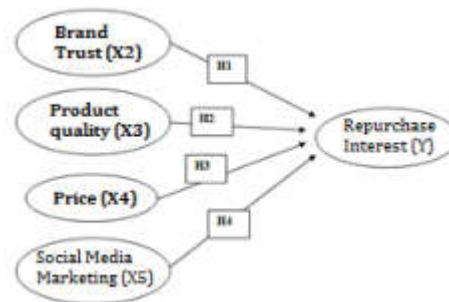 Brand
Trust (X2)
H1
Product
quality (X3)
H2
Repurchase
Interest (Y)
H3
Price (X4)
H4
Social Media
Marketing (X5)